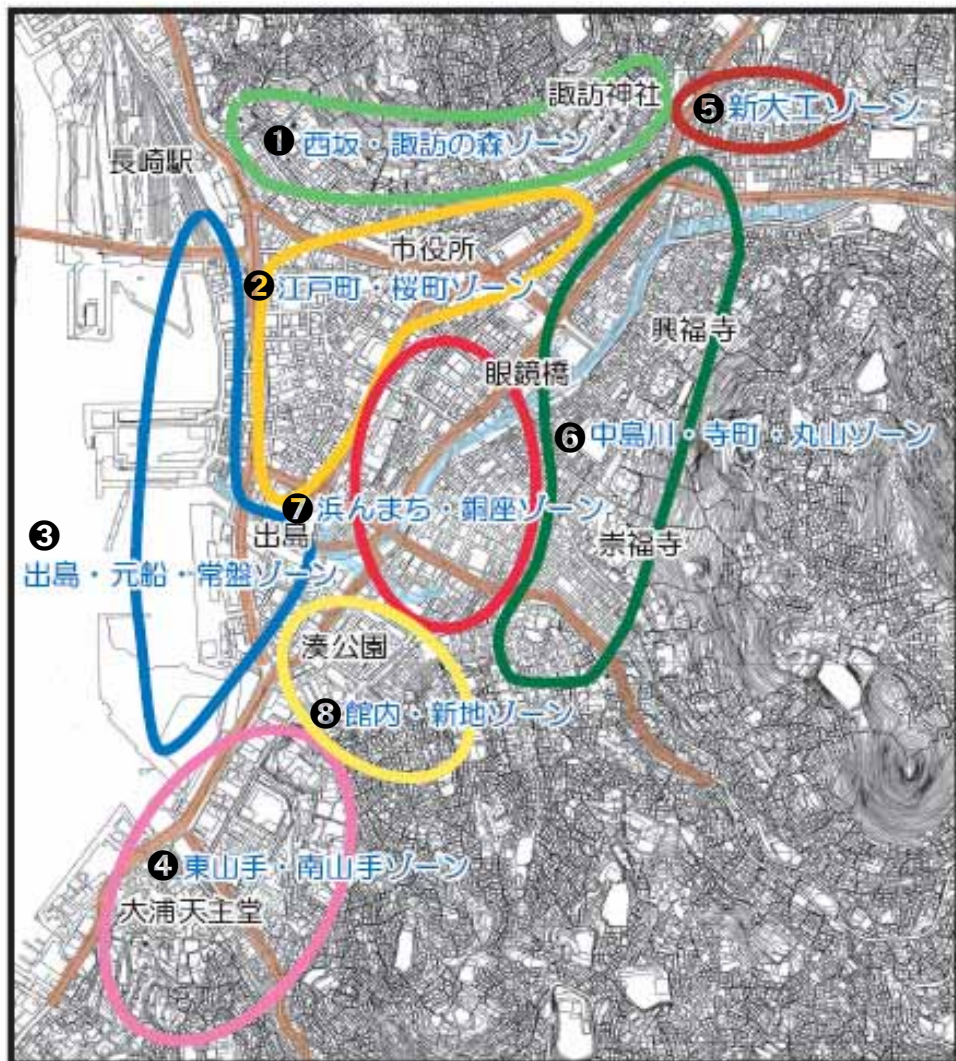 諏訪神社
❺新大工ゾーン
❶西坂・諏訪の森ゾーン
長崎駅
市役所
❷江戸町・桜町ゾーン
興福寺
眼鏡橋
❻中島川・寺町・丸山ゾーン
❼浜んまち・銅座ゾーン
出島
崇福寺
❸
出島・元船・常盤ゾーン
湊公園
❽館内・新地ゾーン
❹東山手・南山手ゾーン
大浦天主堂